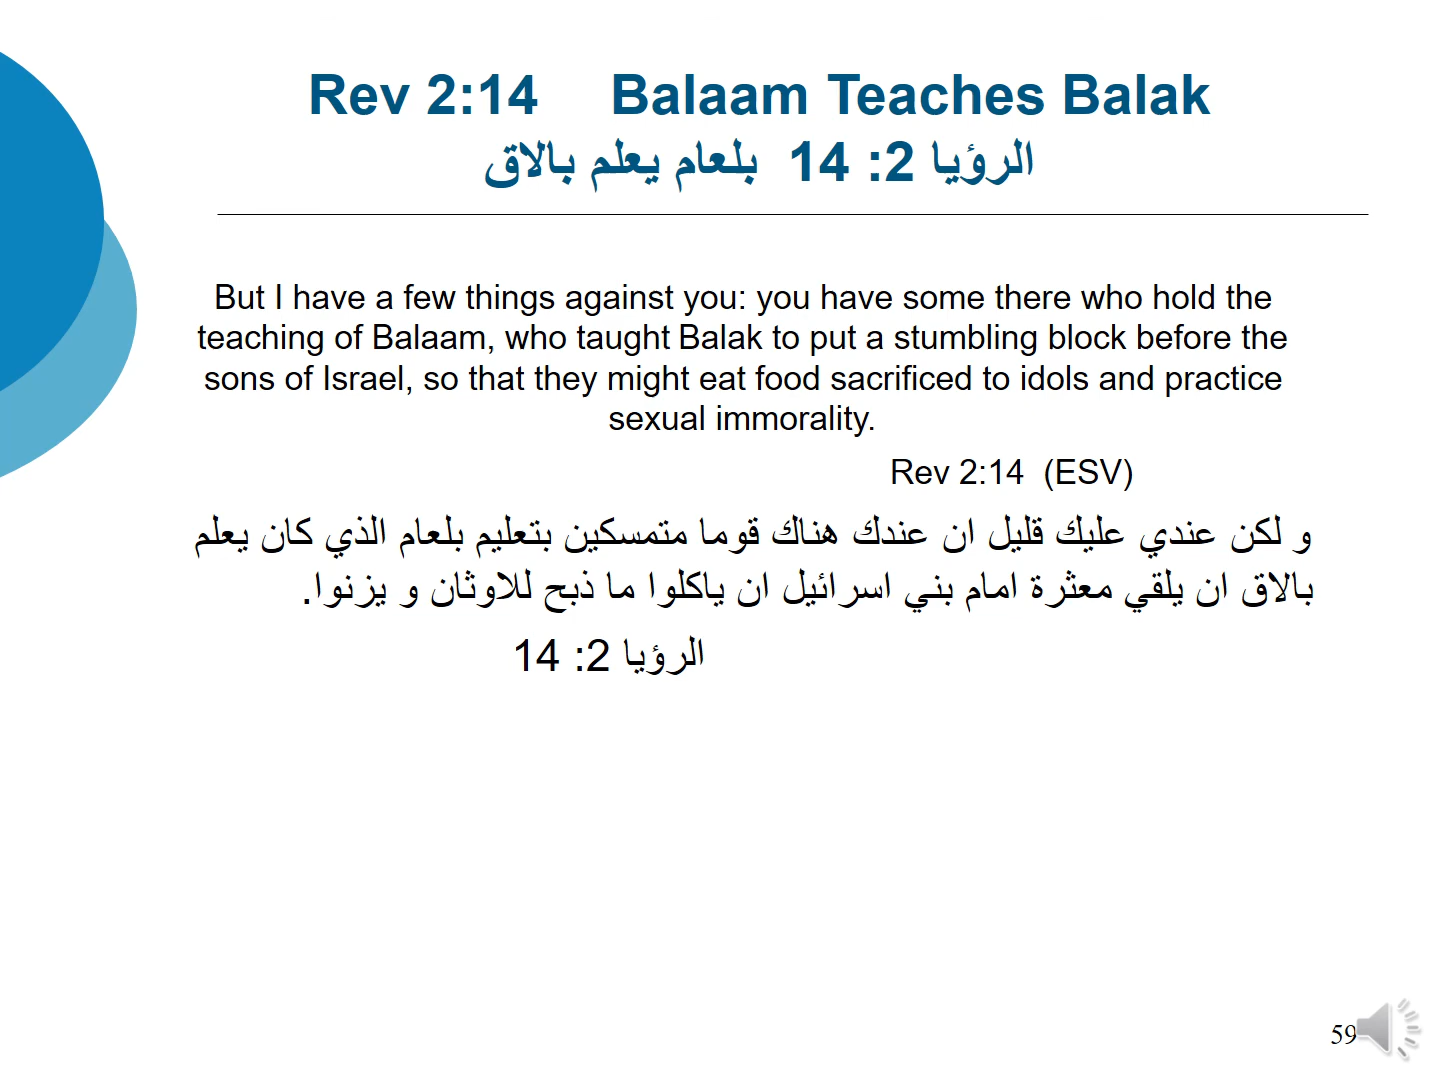 Rev 2:14 Balaam Teaches Balak
الرؤيا 2: 14 بلعام يعلم بالاق
But I have a few things against you: you have some there who hold the
teaching of Balaam, who taught Balak to put a stumbling block before the
sons of Israel, so that they might eat food sacrificed to idols and practice
sexual immorality.
Rev 2:14 (ESV)
و لكن عندي عليك قليل ان عندك هناك قوما متمسكين بتعليم بلعام الذي كان يعلم
بالاق ان يلقي معثرة امام بني اسرائيل ان ياكلوا ما ذبح للاوثان و يزنوا.
الرؤيا 2: 14
59